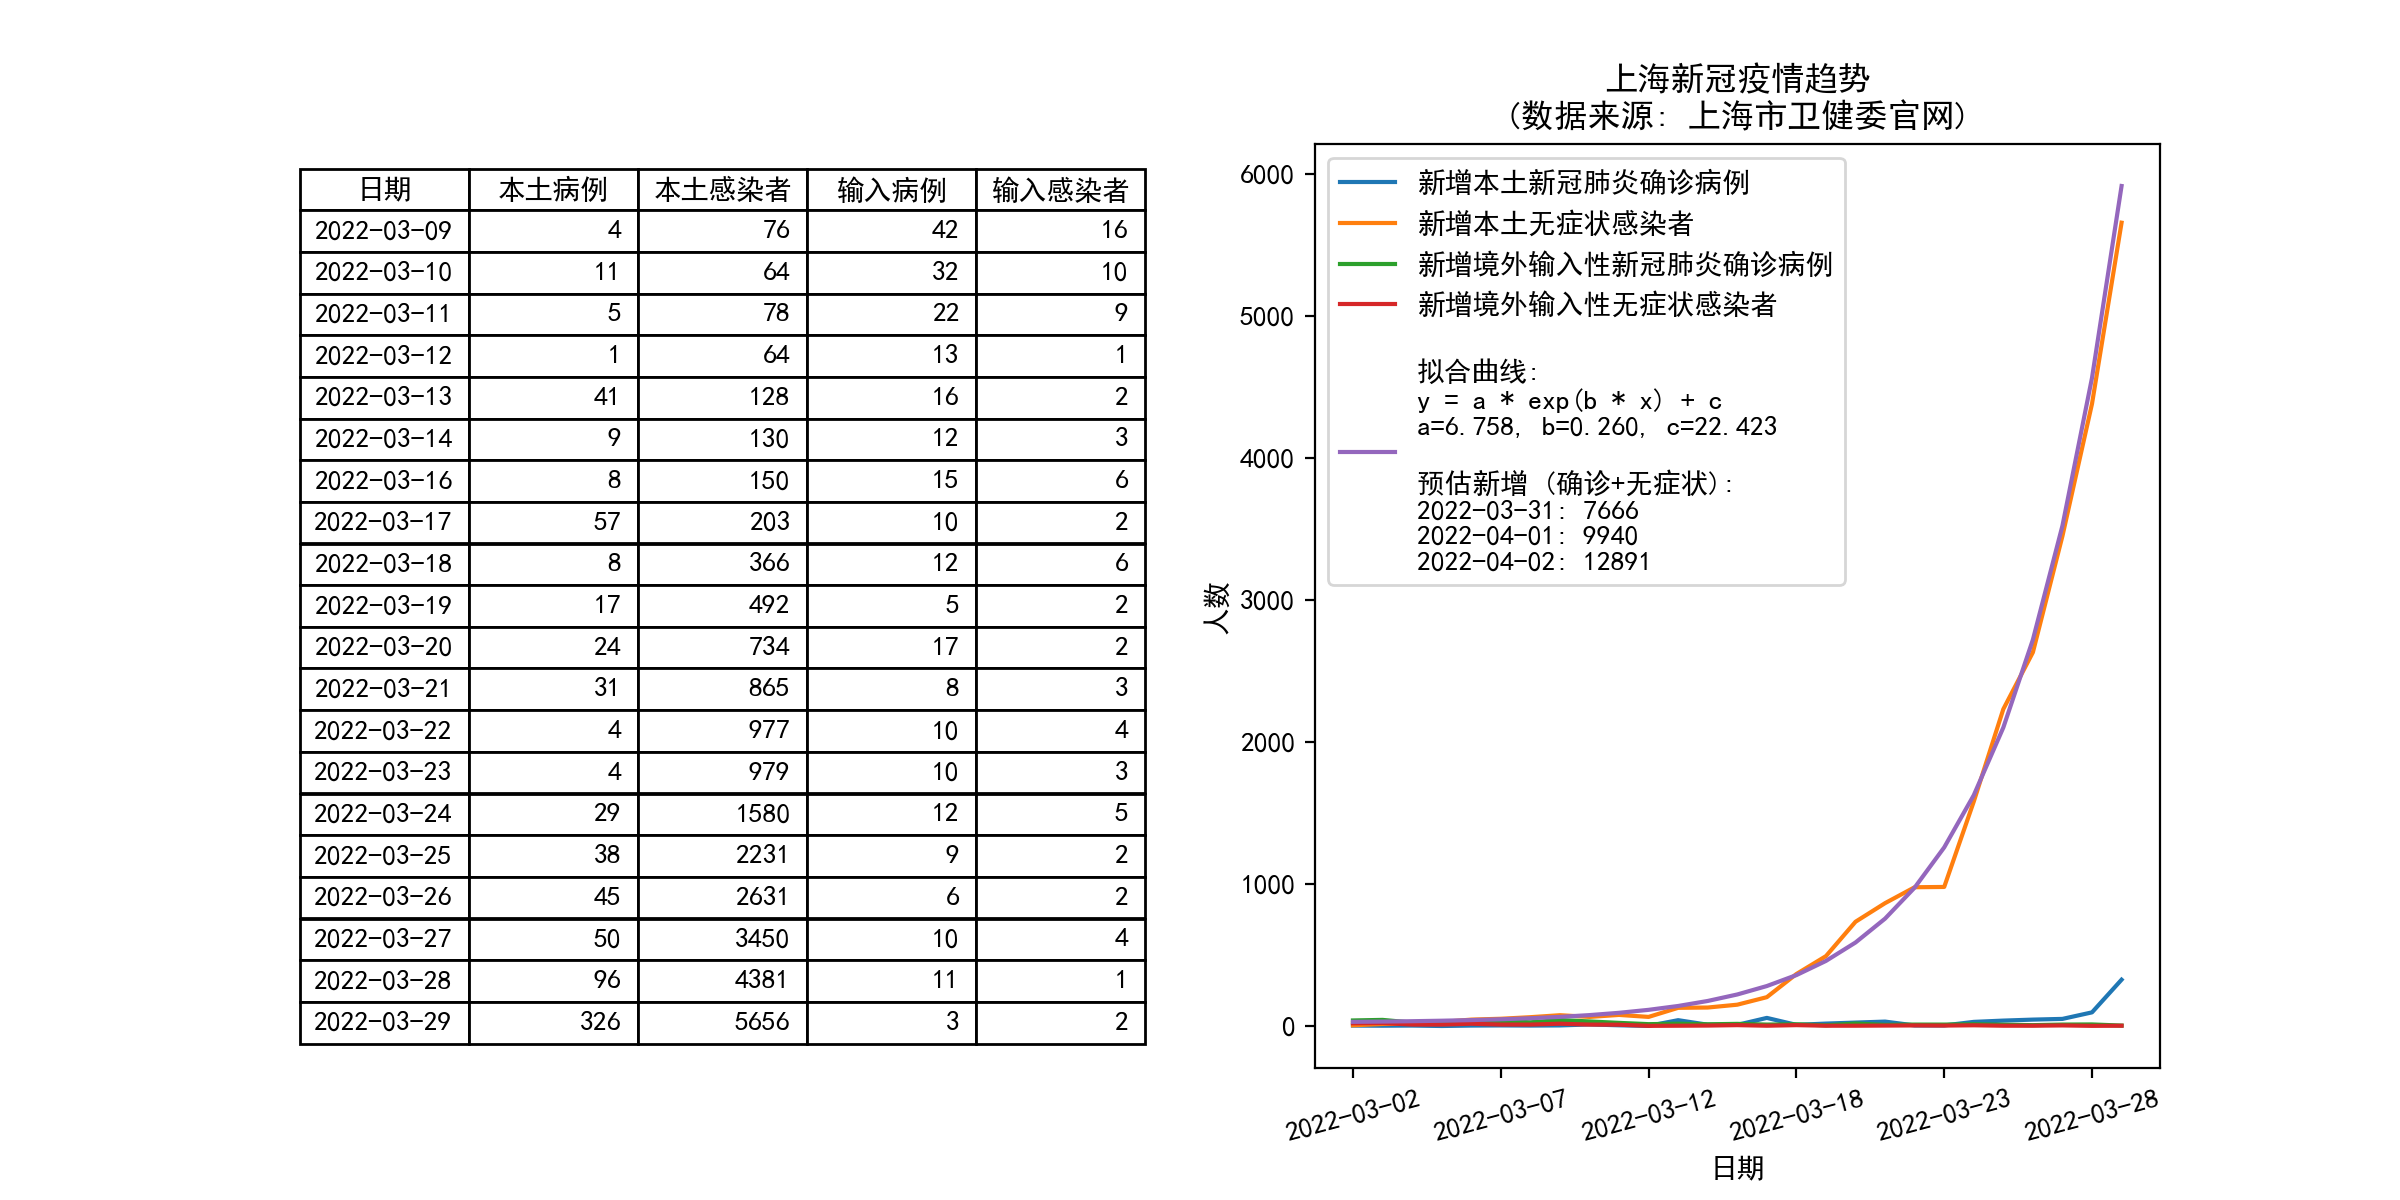 日期 本土病例 本土感染者 输入病例 输入感染者
2022-03-09 4 76 42 16
2022-03-10 11 64 32 10
2022-03-11 5 78 22 9
2022-03-12 1 64 13 1
2022-03-13 41 128 16 2
2022-03-14 9 130 12 3
2022-03-16 8 150 15 6
2022-03-17 57 203 10 2
2022-03-18 8 366 12 6
2022-03-19 17 492 5 2
2022-03-20 24 734 17 2
2022-03-21 31 865 8 3
2022-03-22 4 977 10 4
2022-03-23 4 979 10 3
2022-03-24 29 1580 12 5
2022-03-25 38 2231 9 2
2022-03-26 45 2631 6 2
2022-03-27 50 3450 10 4
2022-03-28 96 4381 11 1
2022-03-29 326 5656 3 2
上海新冠疫情趋势
(数据来源: 上海市卫健委官网)
新增本土新冠肺炎确诊病例
新增本土无症状感染者
新增境外输入性新冠肺炎确诊病例
新增境外输入性无症状感染者
拟合曲线:
y = a * exp(b * x) + c
a=6.758, b=0.260, c=22.423
预估新增 (确诊+无症状):
2022-03-31: 7666
2022-04-01: 9940
2022-04-02: 12891
人数
6000
5000
4000
3000
2000
1000
0
2022-03-02 2022-03-07 2022-03-12 2022-03-18 2022-03-23 2022-03-28
日期